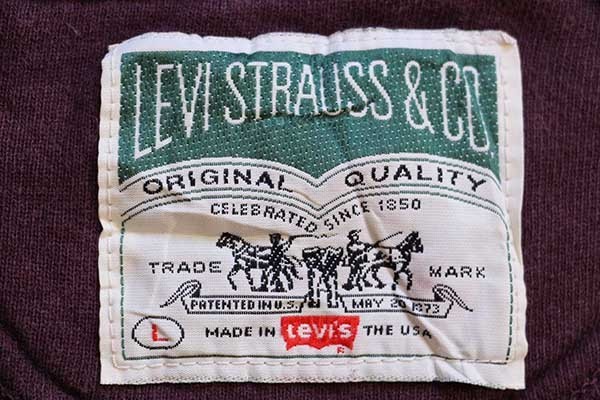 LEVI STRAUSS & CO
ORIGINAL QUALITY
CELEBRATED SINCE 1850
TRADE MARK
PATENTED IN U.S. MAY 20 1873
L MADE IN Levi's THE USA
R